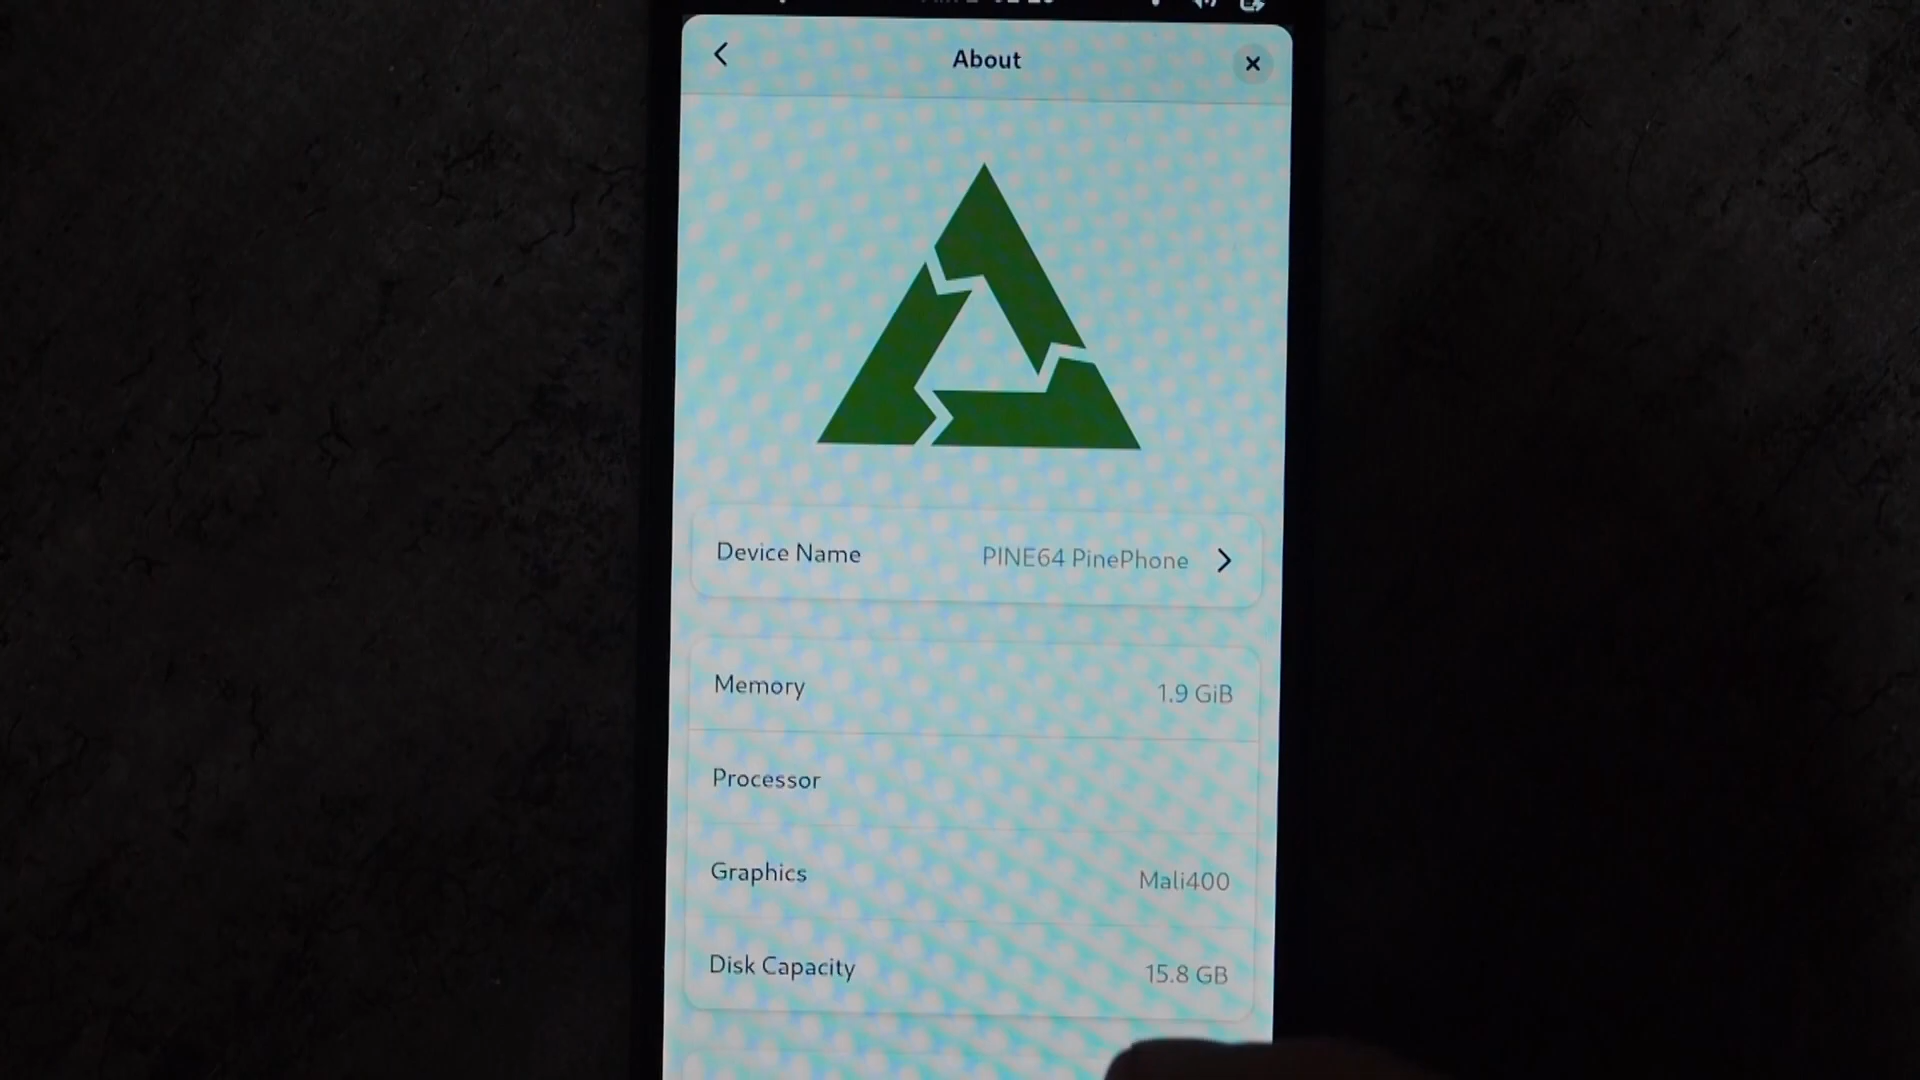 About
Device Name PINE64 PinePhone
Memory 1.9 GiB
Processor
Graphics Mali400
Disk Capacity 15.8 GB